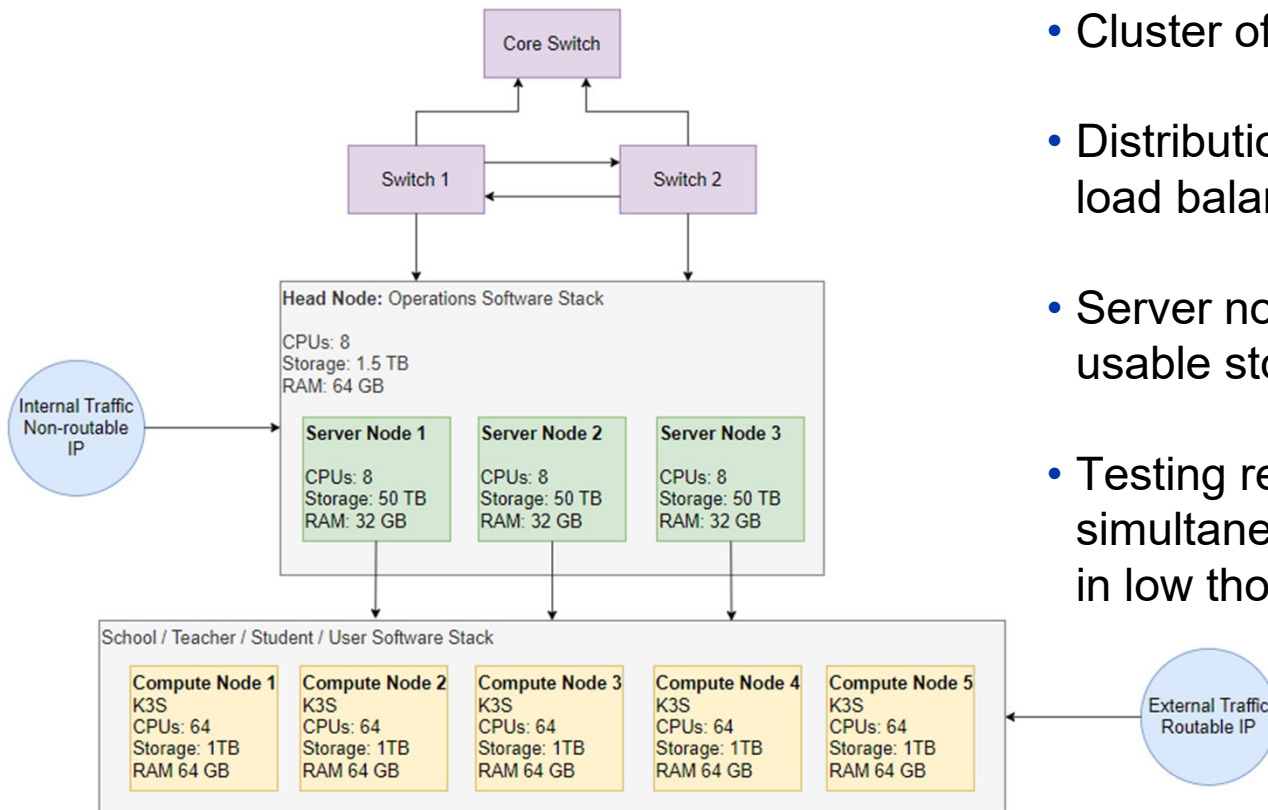 Core Switch
Switch 1
Switch 2
Head Node: Operations Software Stack
CPUs: 8
Storage: 1.5 TB
RAM: 64 GB
Internal Traffic
Non-routable
IP
Server Node 1
CPUs: 8
Storage: 50 TB
RAM: 32 GB
Server Node 2
CPUs: 8
Storage: 50 TB
RAM: 32 GB
Server Node 3
CPUs: 8
Storage: 50 TB
RAM: 32 GB
School / Teacher / Student / User Software Stack
Compute Node 1
K3S
CPUs: 64
Storage: 1TB
RAM 64 GB
Compute Node 2
K3S
CPUs: 64
Storage: 1TB
RAM 64 GB
Compute Node 3
K3S
CPUs: 64
Storage: 1TB
RAM 64 GB
Compute Node 4
K3S
CPUs: 64
Storage: 1TB
RAM 64 GB
Compute Node 5
K3S
CPUs: 64
Storage: 1TB
RAM 64 GB
External Traffic
Routable IP
• Cluster of
• Distributio
load balan
• Server no
usable sto
• Testing re
simultane
in low tho